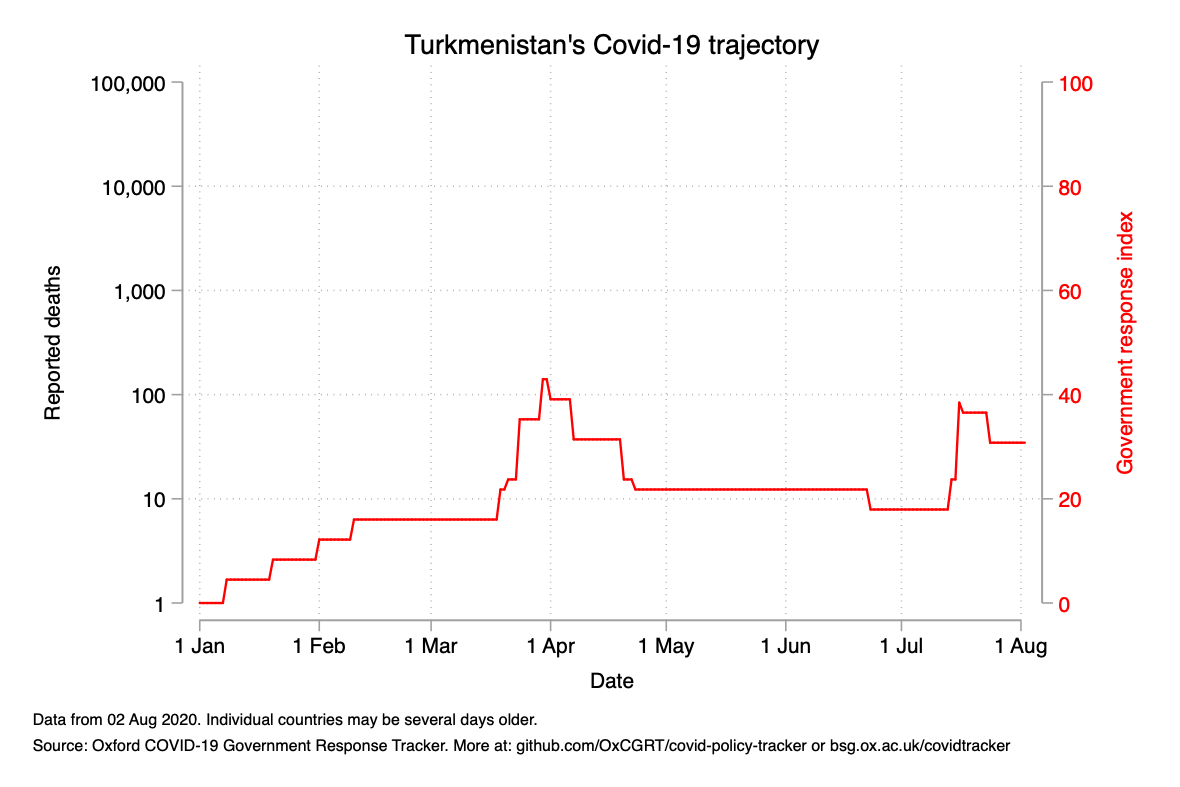 Turkmenistan's Covid-19 trajectory
100,000
10,000
1,000
100
10
1
Reported deaths
100
80
60
40
20
0
Government response index
1 Jan 1 Feb 1 Mar 1 Apr 1 May 1 Jun 1 Jul 1 Aug
Date
Data from 02 Aug 2020. Individual countries may be several days older.
Source: Oxford COVID-19 Government Response Tracker. More at: github.com/OxCGRT/covid-policy-tracker or bsg.ox.ac.uk/covidtracker